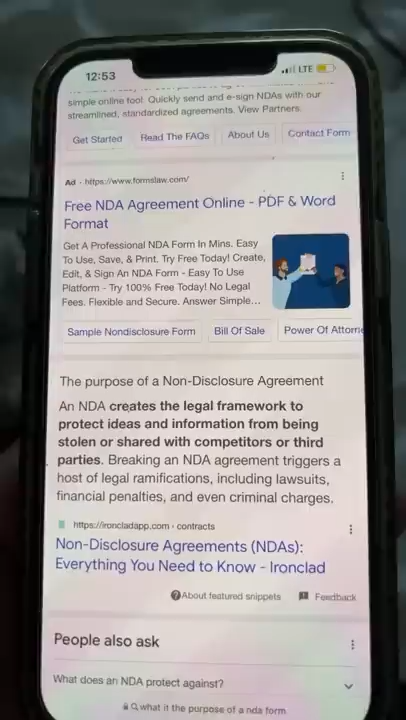 12:53
LTE
simple online tool. Quickly send and e-sign NDAs with our
streamlined, standardized agreements. View Partners.
Get Started Read The FAQs About Us Contact Form
Ad · https://www.formslaw.com/
Free NDA Agreement Online - PDF & Word
Format
Get A Professional NDA Form In Mins. Easy
To Use, Save, & Print. Try Free Today! Create,
Edit, & Sign An NDA Form - Easy To Use
Platform - Try 100% Free Today! No Legal
Fees. Flexible and Secure. Answer Simple...
Sample Nondisclosure Form Bill Of Sale Power Of Attorne
The purpose of a Non-Disclosure Agreement
An NDA creates the legal framework to
protect ideas and information from being
stolen or shared with competitors or third
parties. Breaking an NDA agreement triggers a
host of legal ramifications, including lawsuits,
financial penalties, and even criminal charges.
https://ironcladapp.com › contracts
Non-Disclosure Agreements (NDAs):
Everything You Need to Know - Ironclad
About featured snippets Feedback
People also ask
What does an NDA protect against?
what it the purpose of a nda form